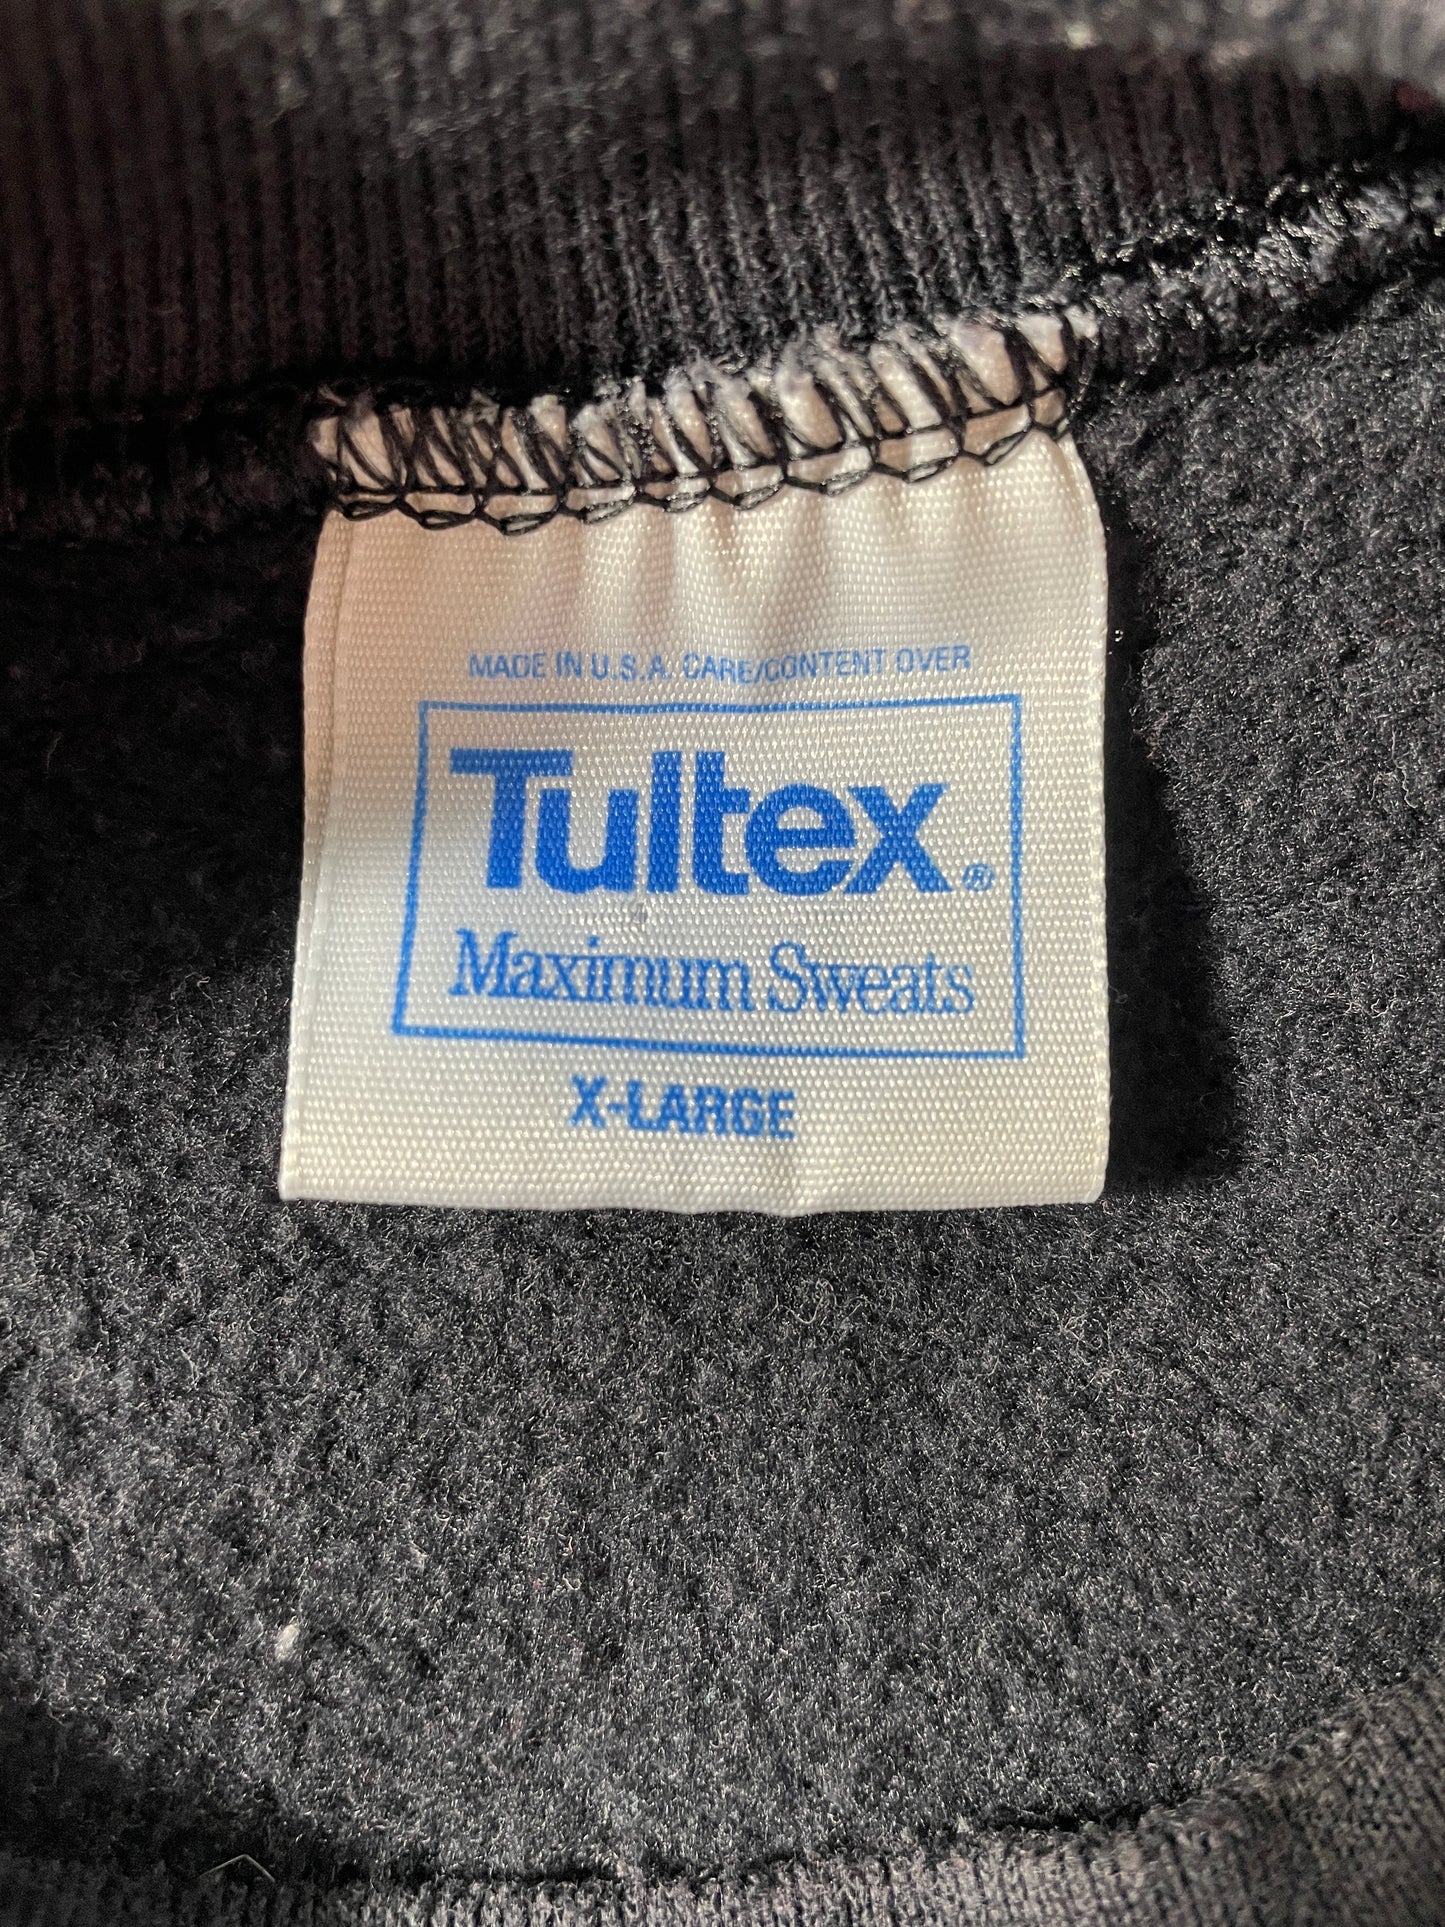 MADE IN U.S.A. CARE/CONTENT OVER
Tultex®
Maximum Sweats
X-LARGE